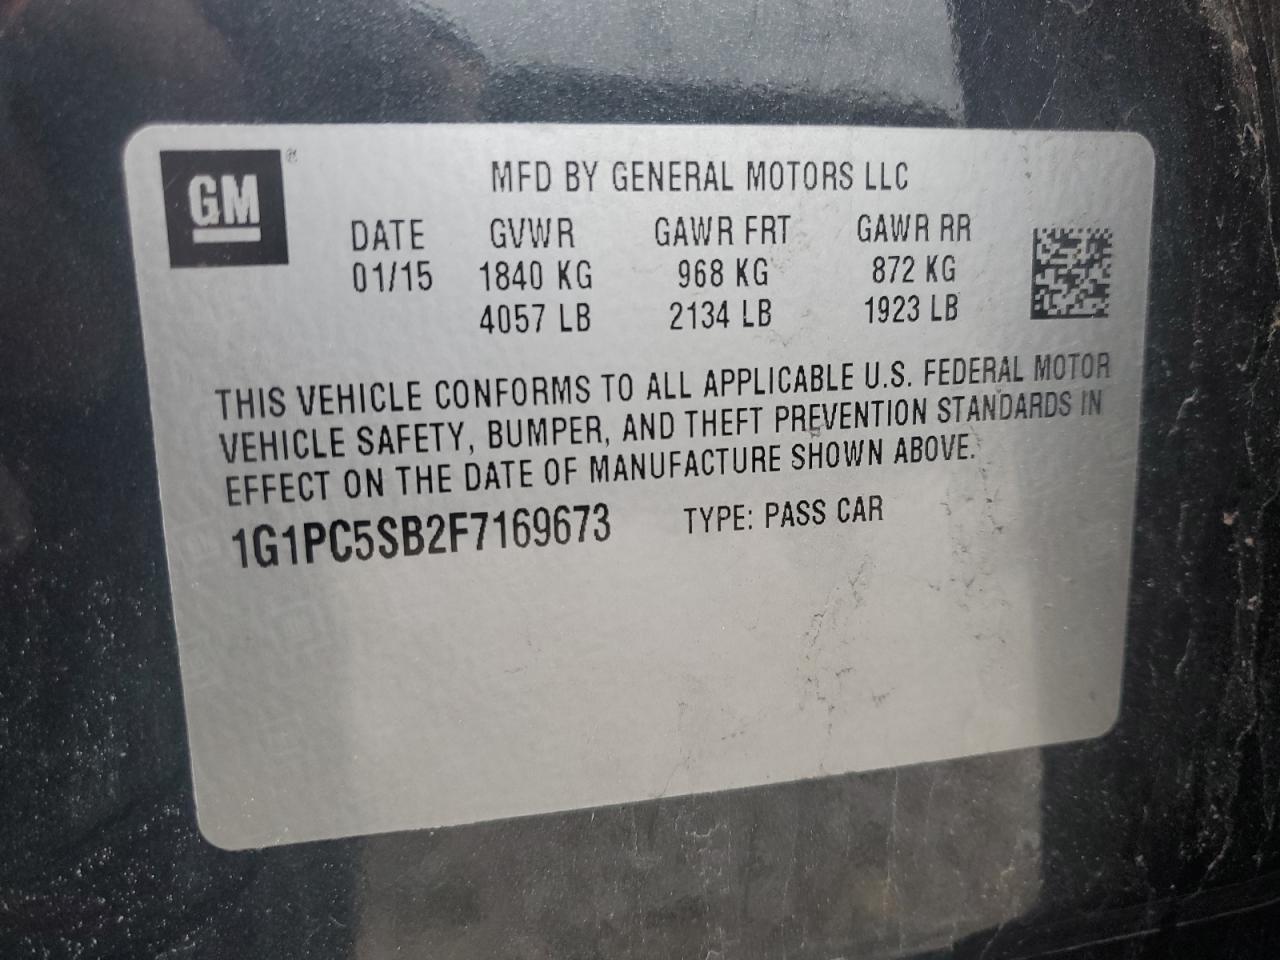 GM®
MFD BY GENERAL MOTORS LLC
DATE GVWR GAWR FRT GAWR RR
01/15 1840 KG 968 KG 872 KG
4057 LB 2134 LB 1923 LB
THIS VEHICLE CONFORMS TO ALL APPLICABLE U.S. FEDERAL MOTOR
VEHICLE SAFETY, BUMPER, AND THEFT PREVENTION STANDARDS IN
EFFECT ON THE DATE OF MANUFACTURE SHOWN ABOVE.
1G1PC5SB2F7169673 TYPE: PASS CAR